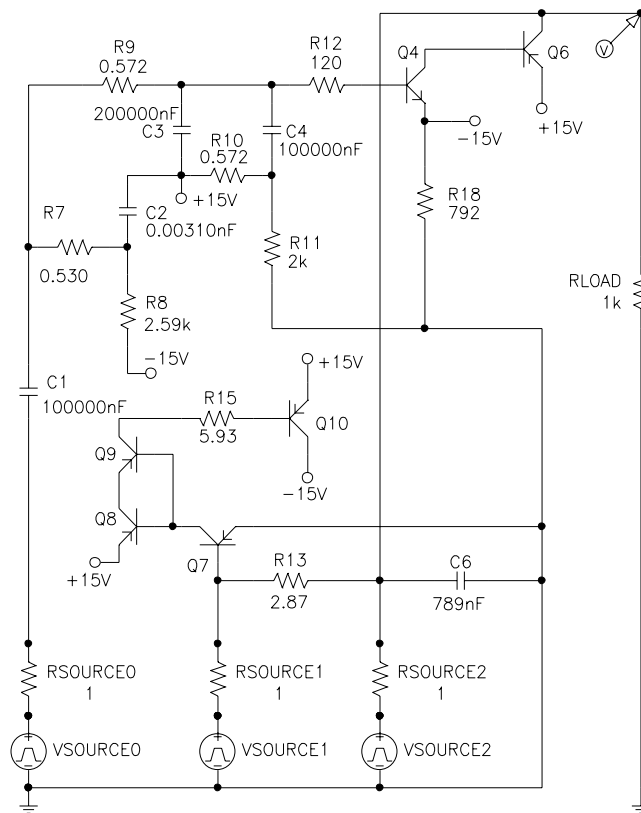 R9
0.572
R12
120
Q4
Q6
V
200000nF
C3
R10
0.572
C4
100000nF
-15V
+15V
+15V
R7
C2
0.00310nF
R18
792
R11
2k
0.530
RLOAD
1k
R8
2.59k
-15V
+15V
C1
100000nF
R15
5.93
Q10
Q9
-15V
Q8
+15V
Q7
R13
2.87
C6
789nF
RSOURCE0
1
RSOURCE1
1
RSOURCE2
1
VSOURCE0
VSOURCE1
VSOURCE2